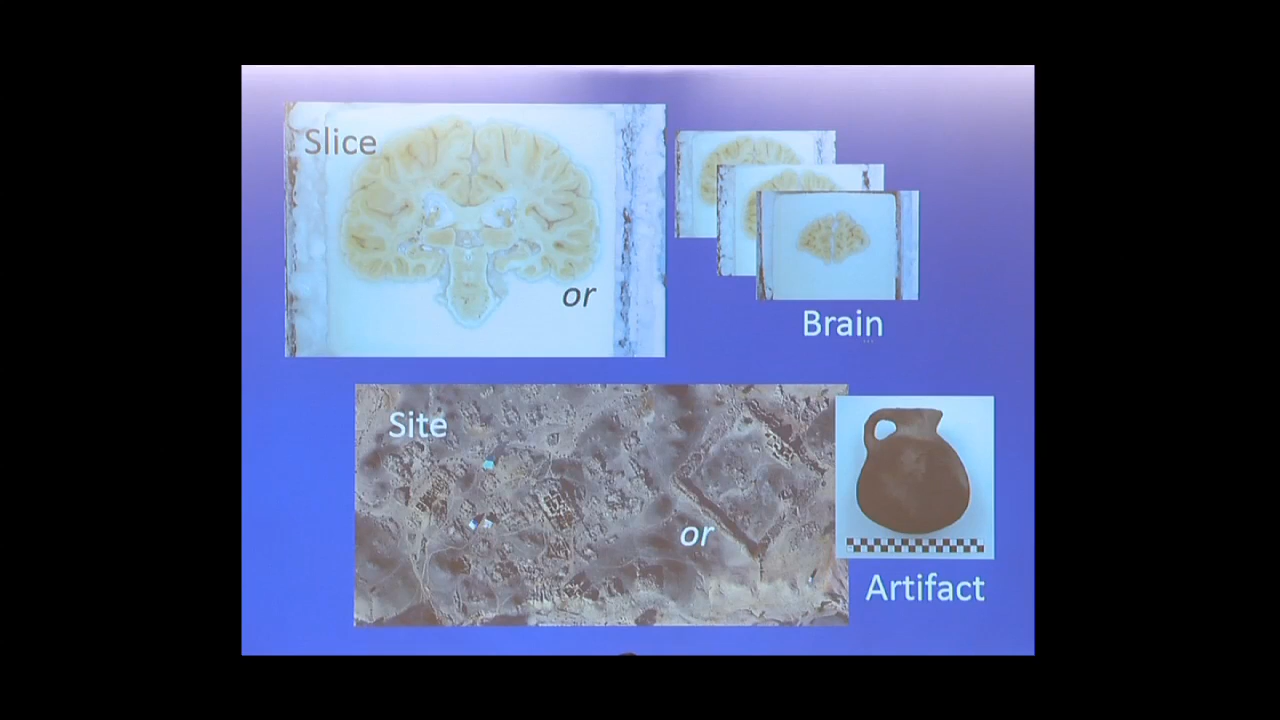 Slice
or
Brain
Site
or
Artifact